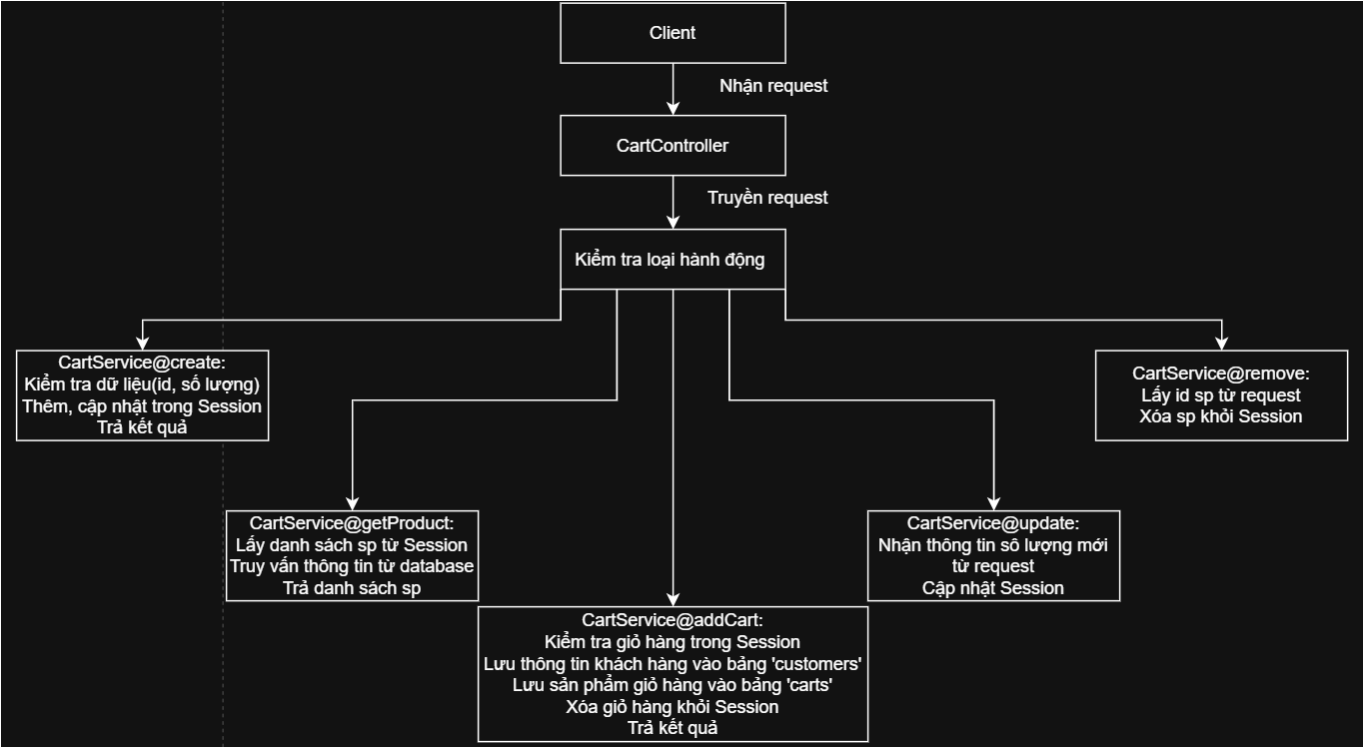 Client
Nhận request
CartController
Truyền request
Kiểm tra loại hành động
CartService@create:
Kiểm tra dữ liệu(id, số lượng)
Thêm, cập nhật trong Session
Trả kết quả
CartService@remove:
Lấy id sp từ request
Xóa sp khỏi Session
CartService@getProduct:
Lấy danh sách sp từ Session
Truy vấn thông tin từ database
Trả danh sách sp
CartService@update:
Nhận thông tin số lượng mới
từ request
Cập nhật Session
CartService@addCart:
Kiểm tra giỏ hàng trong Session
Lưu thông tin khách hàng vào bảng 'customers'
Lưu sản phẩm giỏ hàng vào bảng 'carts'
Xóa giỏ hàng khỏi Session
Trả kết quả